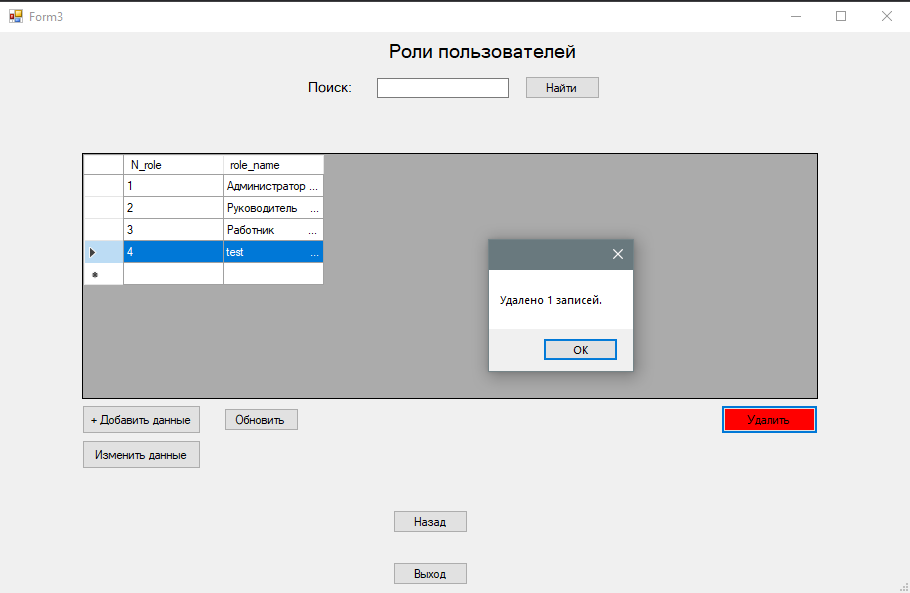 Form3
Роли пользователей
Поиск:
Найти
N_role role_name
1 Администратор ...
2 Руководитель ...
3 Работник ...
4 test ...
Удалено 1 записей.
OK
+ Добавить данные
Обновить
Удалить
Изменить данные
Назад
Выход